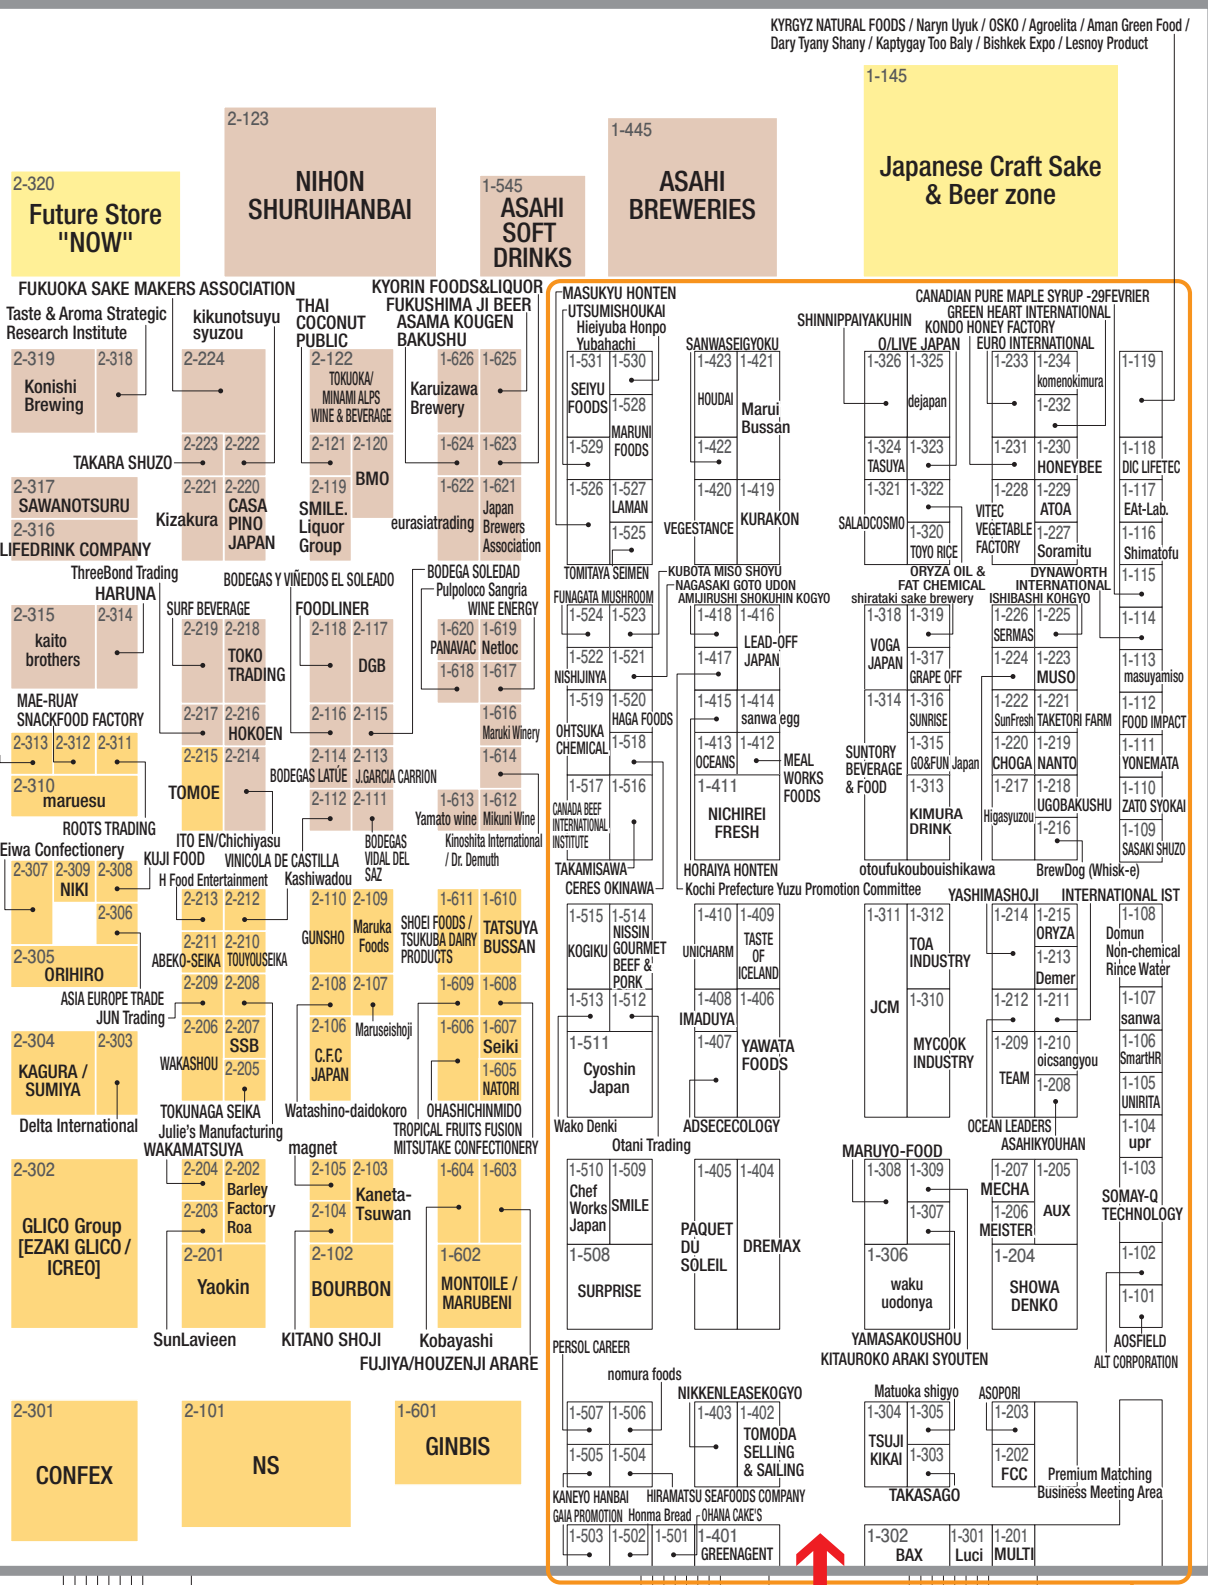 KYRGYZ NATURAL FOODS / Naryn Uyuk / OSKO / Agroelita / Aman Green Food /
Dary Tyany Shany / Kaptygay Too Baly / Bishkek Expo / Lesnoy Product
1-145
Japanese Craft Sake
& Beer zone
2-123
NIHON
SHURUIHANBAI
1-445
ASAHI
BREWERIES
2-320
Future Store
"NOW"
1-545
ASAHI
SOFT
DRINKS
FUKUOKA SAKE MAKERS ASSOCIATION
Taste & Aroma Strategic
Research Institute
kikunotsuyu
syuzou
THAI
COCONUT
PUBLIC
KYORIN FOODS&LIQUOR
FUKUSHIMA JI BEER
ASAMA KOUGEN
BAKUSHU
2-319
Konishi
Brewing
2-318
2-224
2-122
TOKUOKA/
MINAMI ALPS
WINE & BEVERAGE
1-626
Karuizawa
Brewery
1-625
TAKARA SHUZO
2-223
2-222
2-121
2-120
BMO
1-624
1-623
2-317
SAWANOTSURU
2-316
LIFEDRINK COMPANY
2-221
Kizakura
2-220
CASA
PINO
JAPAN
2-119
SMILE.
Liquor
Group
1-622
eurasiatrading
1-621
Japan
Brewers
Association
ThreeBond Trading
HARUNA
BODEGAS Y VIÑEDOS EL SOLEADO
BODEGA SOLEDAD
Pulpoloco Sangria
WINE ENERGY
SURF BEVERAGE
FOODLINER
2-315
kaito
brothers
2-314
2-219
2-218
TOKO
TRADING
2-118
2-117
DGB
1-620
PANAVAC
1-619
Netloc
1-618
1-617
MAE-RUAY
SNACKFOOD FACTORY
2-217
2-216
HOKOEN
2-116
2-115
1-616
Maruki Winery
2-313
2-312
2-311
2-310
maruesu
ROOTS TRADING
2-215
TOMOE
2-214
2-114
BODEGAS LATÚE
2-113
J.GARCIA CARRION
1-614
2-112
2-111
1-613
Yamato wine
1-612
Mikuni Wine
ITO EN/Chichiyasu
VINICOLA DE CASTILLA
BODEGAS
VIDAL DEL
SAZ
Kinoshita International
/ Dr. Demuth
Eiwa Confectionery
KUJI FOOD
H Food Entertainment
Kashiwadou
2-307
2-309
NIKI
2-308
2-306
2-305
ORIHIRO
ASIA EUROPE TRADE
JUN Trading
2-213
2-212
2-211
ABEKO-SEIKA
2-210
TOUYOUSEIKA
2-209
2-208
2-110
GUNSHO
2-109
Maruka
Foods
2-108
2-107
Maruseishoji
1-611
SHOEI FOODS /
TSUKUBA DAIRY
PRODUCTS
1-610
TATSUYA
BUSSAN
1-609
1-608
2-304
KAGURA /
SUMIYA
2-303
Delta International
2-206
WAKASHOU
2-207
SSB
2-205
2-106
C.F.C
JAPAN
1-606
1-607
Seiki
1-605
NATORI
TOKUNAGA SEIKA
Julie's Manufacturing
WAKAMATSUYA
Watashino-daidokoro
magnet
OHASHICHINMIDO
TROPICAL FRUITS FUSION
MITSUTAKE CONFECTIONERY
2-302
GLICO Group
[EZAKI GLICO /
ICREO]
2-204
2-202
Barley
Factory
Roa
2-203
2-201
Yaokin
SunLavieen
2-105
2-103
Kaneta-
Tsuwan
2-104
2-102
BOURBON
KITANO SHOJI
1-604
1-603
1-602
MONTOILE /
MARUBENI
Kobayashi
FUJIYA/HOUZENJI ARARE
2-301
CONFEX
2-101
NS
1-601
GINBIS
MASUKYU HONTEN
UTSUMISHOUKAI
Hieiyuba Honpo
Yubahachi
SANWASEIGYOKU
1-531
SEIYU
FOODS
1-530
1-528
MARUNI
FOODS
1-529
1-526
1-527
LAMAN
1-525
TOMITAYA SEIMEN
1-423
HOUDAI
1-421
Marui
Bussan
1-422
1-420
VEGESTANCE
1-419
KURAKON
KUBOTA MISO SHOYU
NAGASAKI GOTO UDON
AMIJIRUSHI SHOKUHIN KOGYO
FUNAGATA MUSHROOM
1-524
1-523
1-522
NISHIJINYA
1-521
1-519
OHTSUKA
CHEMICAL
1-520
HAGA FOODS
1-518
1-517
CANADA BEEF
INTERNATIONAL
INSTITUTE
1-516
TAKAMISAWA
CERES OKINAWA
1-418
1-416
LEAD-OFF
JAPAN
1-417
1-415
1-414
sanwa egg
1-413
OCEANS
1-412
MEAL
WORKS
FOODS
1-411
NICHIREI
FRESH
HORAIYA HONTEN
Kochi Prefecture Yuzu Promotion Committee
1-515
KOGIKU
1-514
NISSIN
GOURMET
BEEF &
PORK
1-513
1-512
1-511
Cyoshin
Japan
Wako Denki
Otani Trading
1-410
UNICHARM
1-409
TASTE
OF
ICELAND
1-408
IMADUYA
1-406
YAWATA
FOODS
1-407
ADSECECOLOGY
1-510
Chef
Works
Japan
1-509
SMILE
1-508
SURPRISE
1-405
PAQUET
DU
SOLEIL
1-404
DREMAX
PERSOL CAREER
nomura foods
NIKKENLEASEKOGYO
1-507
1-506
1-505
1-504
1-403
1-402
TOMODA
SELLING
& SAILING
KANEYO HANBAI
HIRAMATSU SEAFOODS COMPANY
GAIA PROMOTION
Honma Bread
OHANA CAKE'S
1-503
1-502
1-501
1-401
GREENAGENT
CANADIAN PURE MAPLE SYRUP -29FEVRIER
GREEN HEART INTERNATIONAL
KONDO HONEY FACTORY
EURO INTERNATIONAL
SHINNIPPAIYAKUHIN
O/LIVE JAPAN
1-326
1-325
dejapan
1-324
TASUYA
1-323
1-321
SALADCOSMO
1-322
1-320
TOYO RICE
1-233
1-234
komenokimura
1-232
1-231
1-230
HONEYBEE
1-228
VITEC
VEGETABLE
FACTORY
1-229
ATOA
1-227
Soramitu
1-119
1-118
DIC LIFETEC
1-117
EAt-Lab.
1-116
Shimatofu
1-115
1-114
1-113
masuyamiso
1-112
FOOD IMPACT
1-111
YONEMATA
1-110
ZATO SYOKAI
1-109
SASAKI SHUZO
ORYZA OIL &
FAT CHEMICAL
shirataki sake brewery
DYNAWORTH
INTERNATIONAL
ISHIBASHI KOHGYO
1-318
VOGA
JAPAN
1-319
1-317
GRAPE OFF
1-314
SUNTORY
BEVERAGE
& FOOD
1-316
SUNRISE
1-315
GO&FUN Japan
1-313
KIMURA
DRINK
1-226
SERMAS
1-225
1-224
1-223
MUSO
1-222
SunFresh
1-221
TAKETORI FARM
1-220
CHOGA
1-219
NANTO
1-217
Higasyuzou
1-218
UGOBAKUSHU
1-216
otoufukoubouishikawa
BrewDog (Whisk-e)
YASHIMASHOJI
INTERNATIONAL IST
1-311
JCM
1-312
TOA
INDUSTRY
1-310
MYCOOK
INDUSTRY
1-214
1-215
ORYZA
1-213
Demer
1-212
1-211
1-209
TEAM
1-210
oicsangyou
1-208
OCEAN LEADERS
ASAHIKYOUHAN
1-108
Domun
Non-chemical
Rince Water
1-107
sanwa
1-106
SmartHR
1-105
UNIRITA
1-104
upr
1-103
SOMAY-Q
TECHNOLOGY
1-102
1-101
AOSFIELD
ALT CORPORATION
MARUYO-FOOD
1-308
1-309
1-307
1-306
waku
uodonya
YAMASAKOUSHOU
KITAUROKO ARAKI SYOUTEN
1-207
MECHA
1-205
AUX
1-206
MEISTER
1-204
SHOWA
DENKO
Matuoka shigyo
ASOPORI
1-304
TSUJI
KIKAI
1-305
1-303
TAKASAGO
1-203
1-202
FCC
Premium Matching
Business Meeting Area
1-302
BAX
1-301
Luci
1-201
MULTI